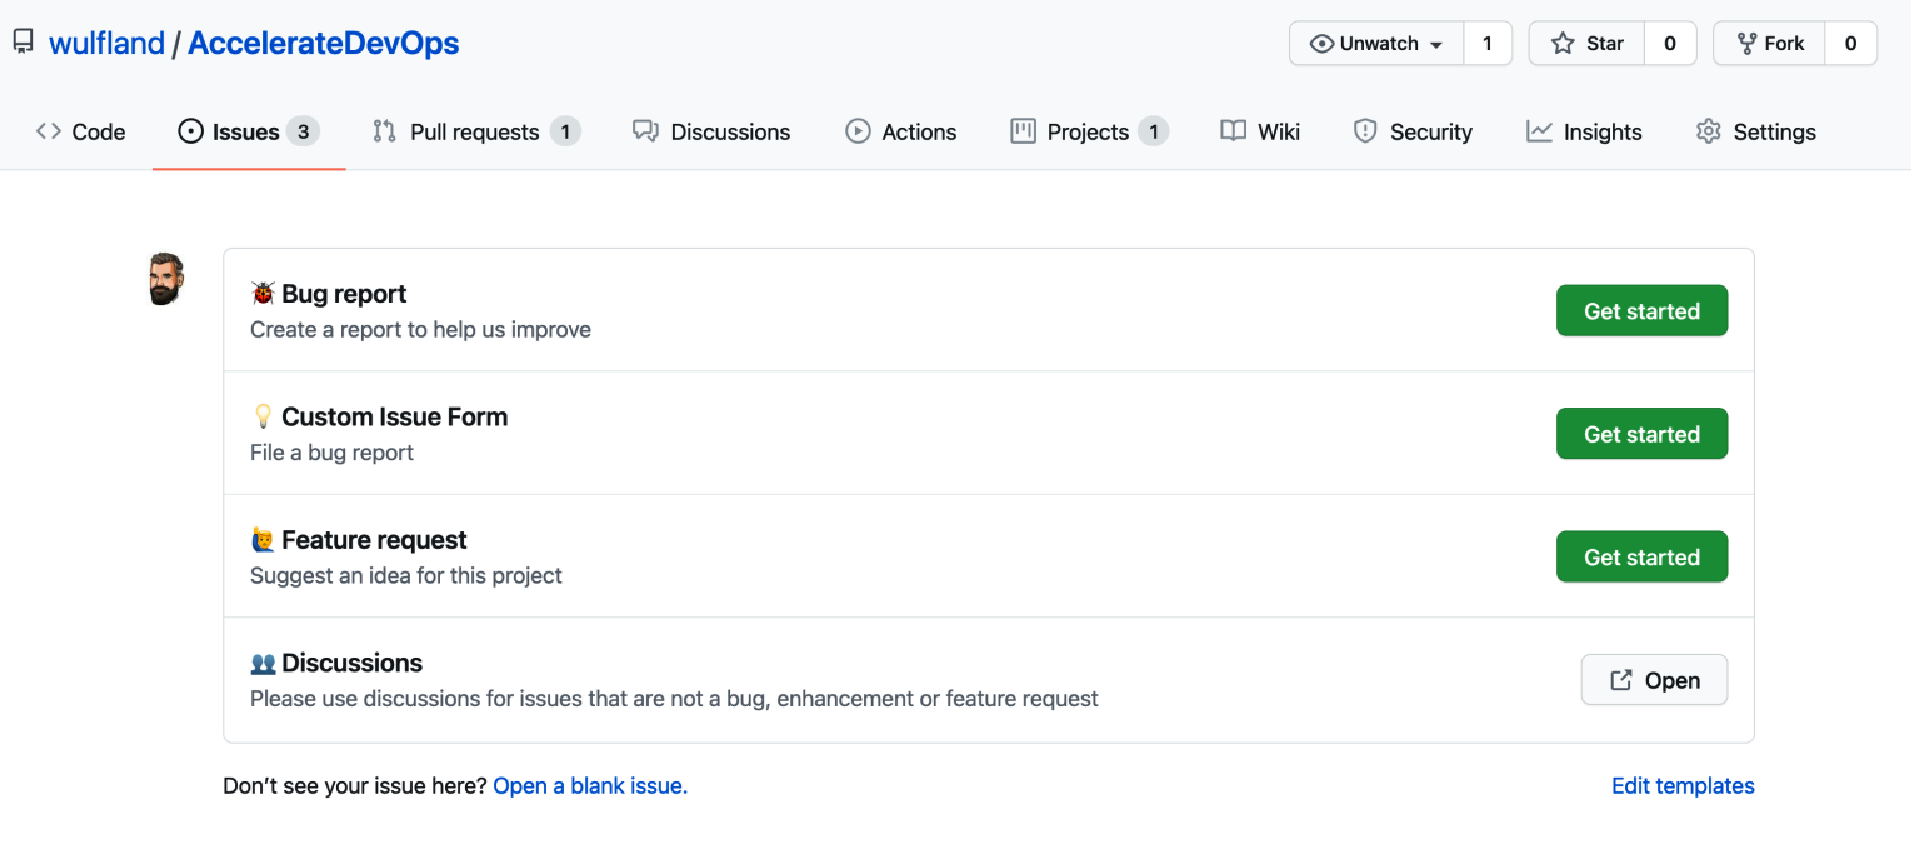 wulfland / AccelerateDevOps
Unwatch 1 Star 0 Fork 0
Code Issues 3 Pull requests 1 Discussions Actions Projects 1 Wiki Security Insights Settings
Bug report
Create a report to help us improve
Get started
Custom Issue Form
File a bug report
Get started
Feature request
Suggest an idea for this project
Get started
Discussions
Please use discussions for issues that are not a bug, enhancement or feature request
Open
Don’t see your issue here? Open a blank issue.
Edit templates